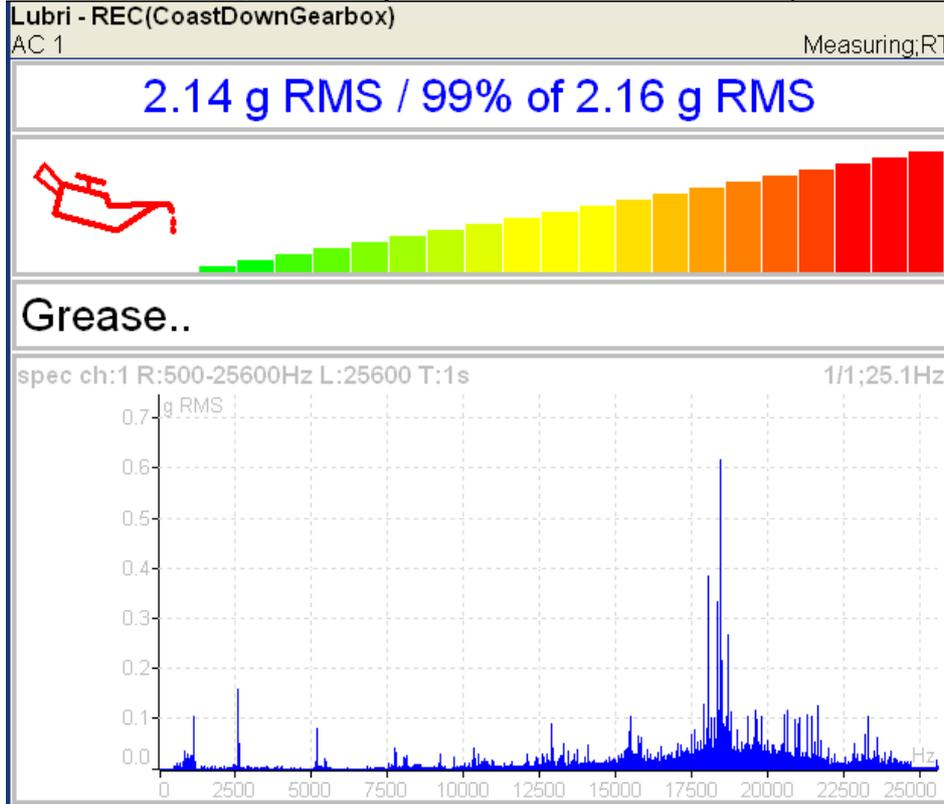 Lubri - REC(CoastDownGearbox)
AC 1 Measuring;RT
2.14 g RMS / 99% of 2.16 g RMS
Grease..
spec ch:1 R:500-25600Hz L:25600 T:1s 1/1;25.1Hz
g RMS
0.7
0.6
0.5
0.4
0.3
0.2
0.1
0.0
Hz
0 2500 5000 7500 10000 12500 15000 17500 20000 22500 25000